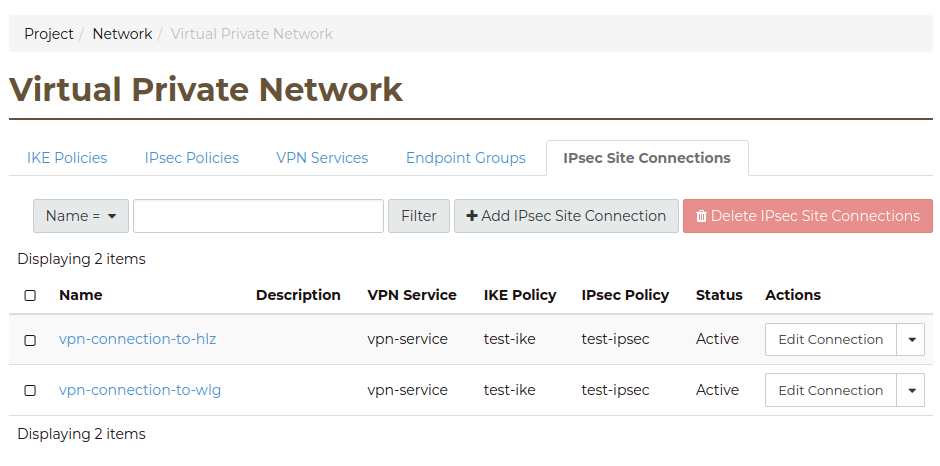 Project / Network / Virtual Private Network
Virtual Private Network
IKE Policies IPsec Policies VPN Services Endpoint Groups IPsec Site Connections
Name = Filter Add IPsec Site Connection Delete IPsec Site Connections
Displaying 2 items
Name Description VPN Service IKE Policy IPsec Policy Status Actions
vpn-connection-to-hlz vpn-service test-ike test-ipsec Active Edit Connection
vpn-connection-to-wlg vpn-service test-ike test-ipsec Active Edit Connection
Displaying 2 items